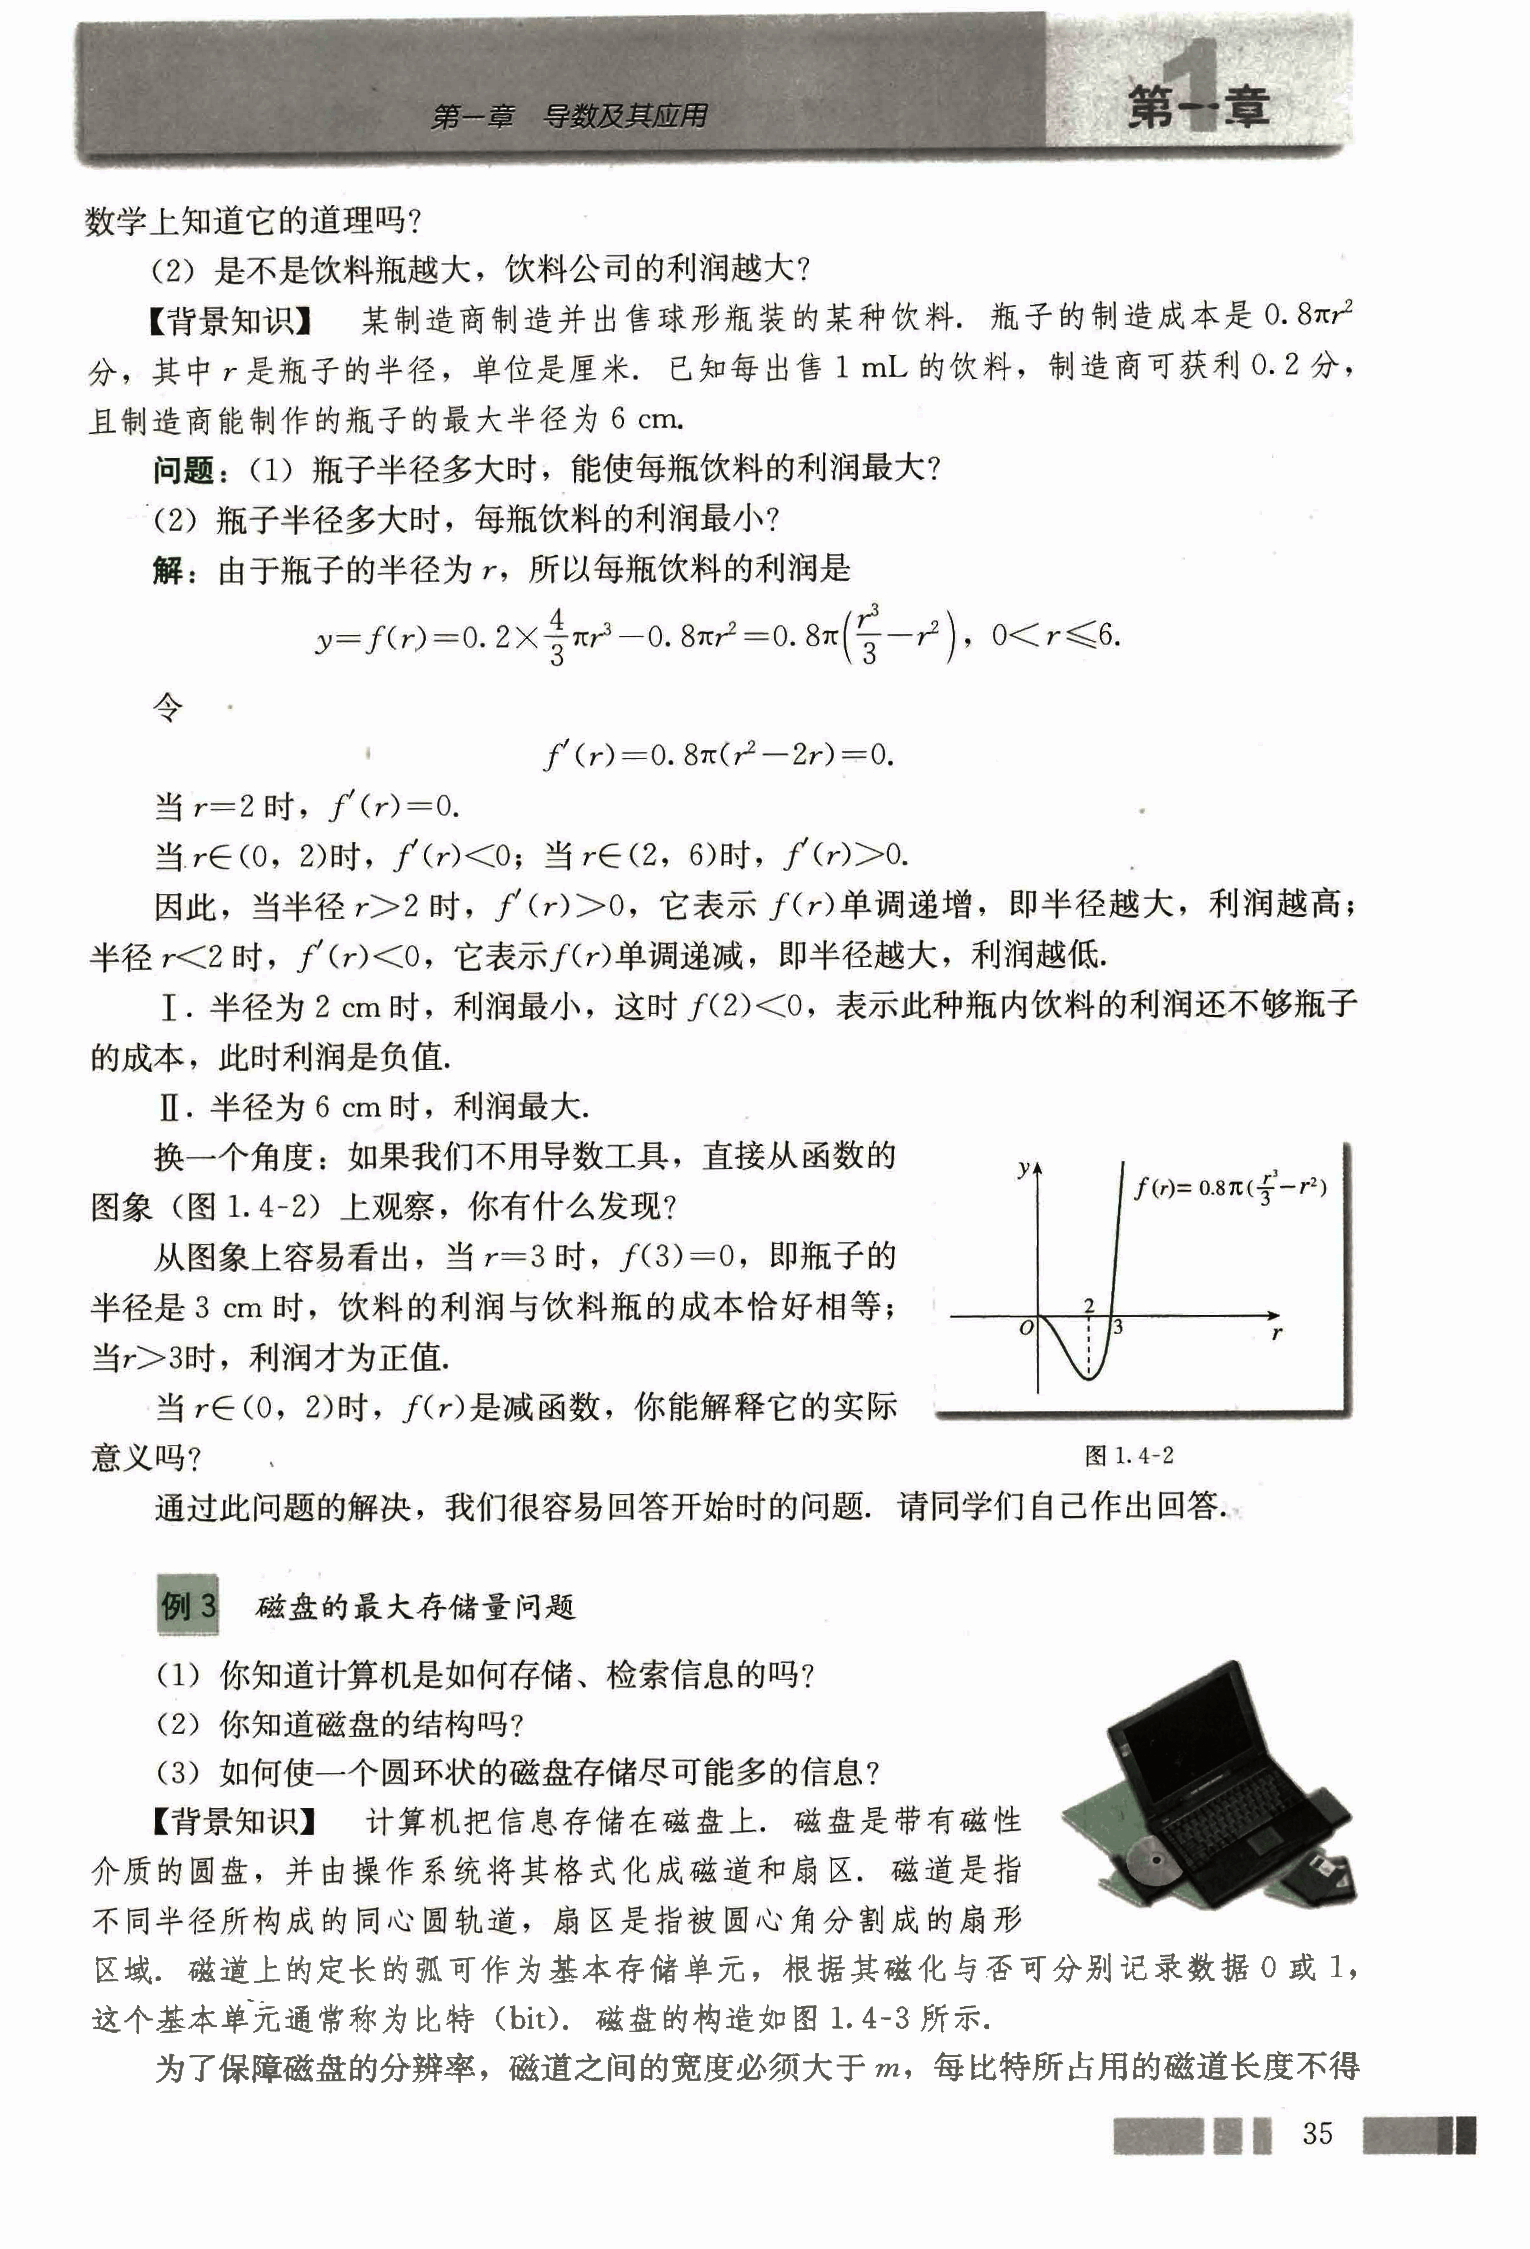 第一章 导数及其应用
第一章
数学上知道它的道理吗?
(2) 是不是饮料瓶越大，饮料公司的利润越大?
【背景知识】 某制造商制造并出售球形瓶装的某种饮料．瓶子的制造成本是 0.8πr²
分，其中 r 是瓶子的半径，单位是厘米．已知每出售 1 mL 的饮料，制造商可获利 0.2 分，
且制造商能制作的瓶子的最大半径为 6 cm.
问题：(1) 瓶子半径多大时，能使每瓶饮料的利润最大?
(2) 瓶子半径多大时，每瓶饮料的利润最小?
解：由于瓶子的半径为 r，所以每瓶饮料的利润是
y=f(r)=0.2×4/3πr³−0.8πr²=0.8π(r³/3−r²)，0<r≤6.
令
f′(r)=0.8π(r²−2r)=0.
当 r=2 时，f′(r)=0.
当 r∈(0，2)时，f′(r)<0；当 r∈(2，6)时，f′(r)>0.
因此，当半径 r>2 时，f′(r)>0，它表示 f(r)单调递增，即半径越大，利润越高；
半径 r<2 时，f′(r)<0，它表示f(r)单调递减，即半径越大，利润越低.
Ⅰ. 半径为 2 cm 时，利润最小，这时 f(2)<0，表示此种瓶内饮料的利润还不够瓶子
的成本，此时利润是负值.
Ⅱ. 半径为 6 cm 时，利润最大.
换一个角度：如果我们不用导数工具，直接从函数的
图象（图 1.4-2）上观察，你有什么发现?
从图象上容易看出，当 r=3 时，f(3)=0，即瓶子的
半径是 3 cm 时，饮料的利润与饮料瓶的成本恰好相等；
当r>3时，利润才为正值.
当 r∈(0，2)时，f(r)是减函数，你能解释它的实际
意义吗?
y
f(r)=0.8π(r³/3−r²)
2
O
3
r
图 1.4-2
通过此问题的解决，我们很容易回答开始时的问题．请同学们自己作出回答.
例 3 磁盘的最大存储量问题
(1) 你知道计算机是如何存储、检索信息的吗?
(2) 你知道磁盘的结构吗?
(3) 如何使一个圆环状的磁盘存储尽可能多的信息?
【背景知识】 计算机把信息存储在磁盘上．磁盘是带有磁性
介质的圆盘，并由操作系统将其格式化成磁道和扇区．磁道是指
不同半径所构成的同心圆轨道，扇区是指被圆心角分割成的扇形
区域．磁道上的定长的弧可作为基本存储单元，根据其磁化与否可分别记录数据 0 或 1，
这个基本单元通常称为比特（bit）．磁盘的构造如图 1.4-3 所示.
为了保障磁盘的分辨率，磁道之间的宽度必须大于 m，每比特所占用的磁道长度不得
35